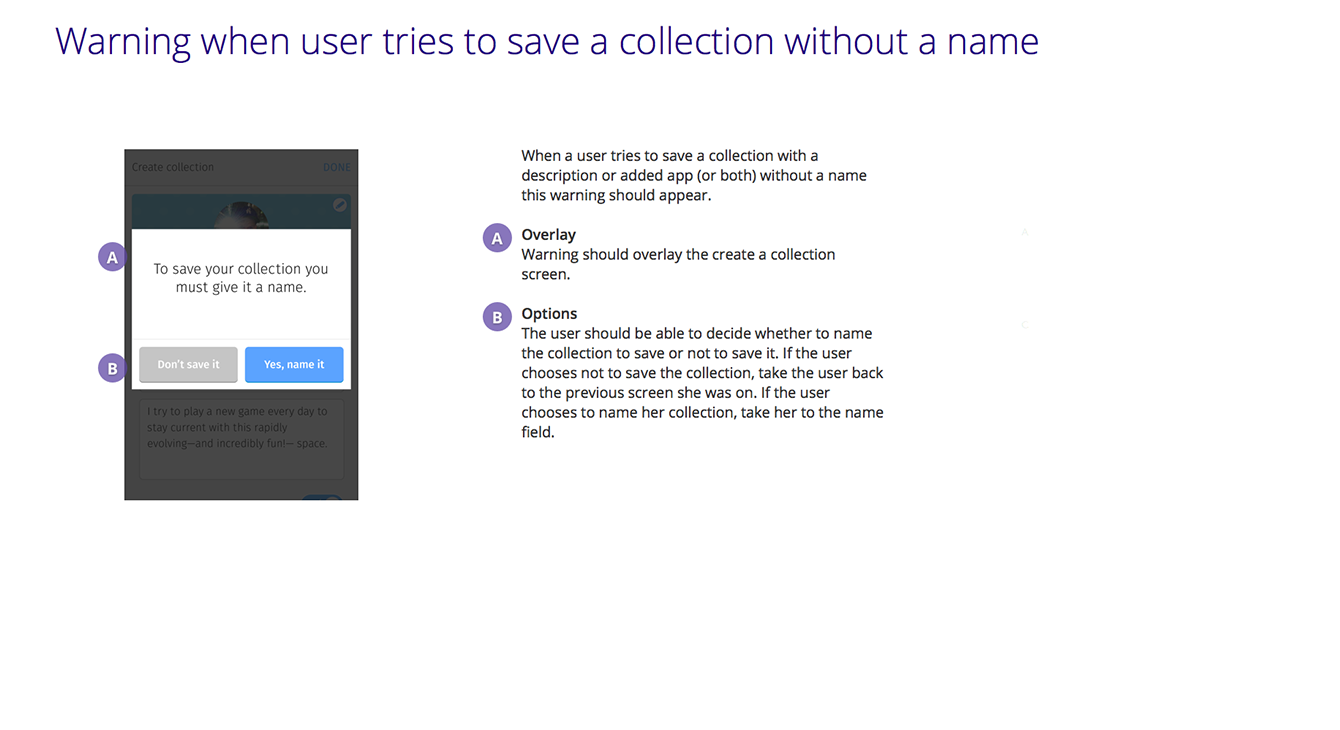 Warning when user tries to save a collection without a name
Create collection
DONE
A
To save your collection you
must give it a name.
B
Don't save it
Yes, name it
I try to play a new game every day to
stay current with this rapidly
evolving—and incredibly fun!— space.
When a user tries to save a collection with a
description or added app (or both) without a name
this warning should appear.
A
Overlay
Warning should overlay the create a collection
screen.
B
Options
The user should be able to decide whether to name
the collection to save or not to save it. If the user
chooses not to save the collection, take the user back
to the previous screen she was on. If the user
chooses to name her collection, take her to the name
field.
A
C